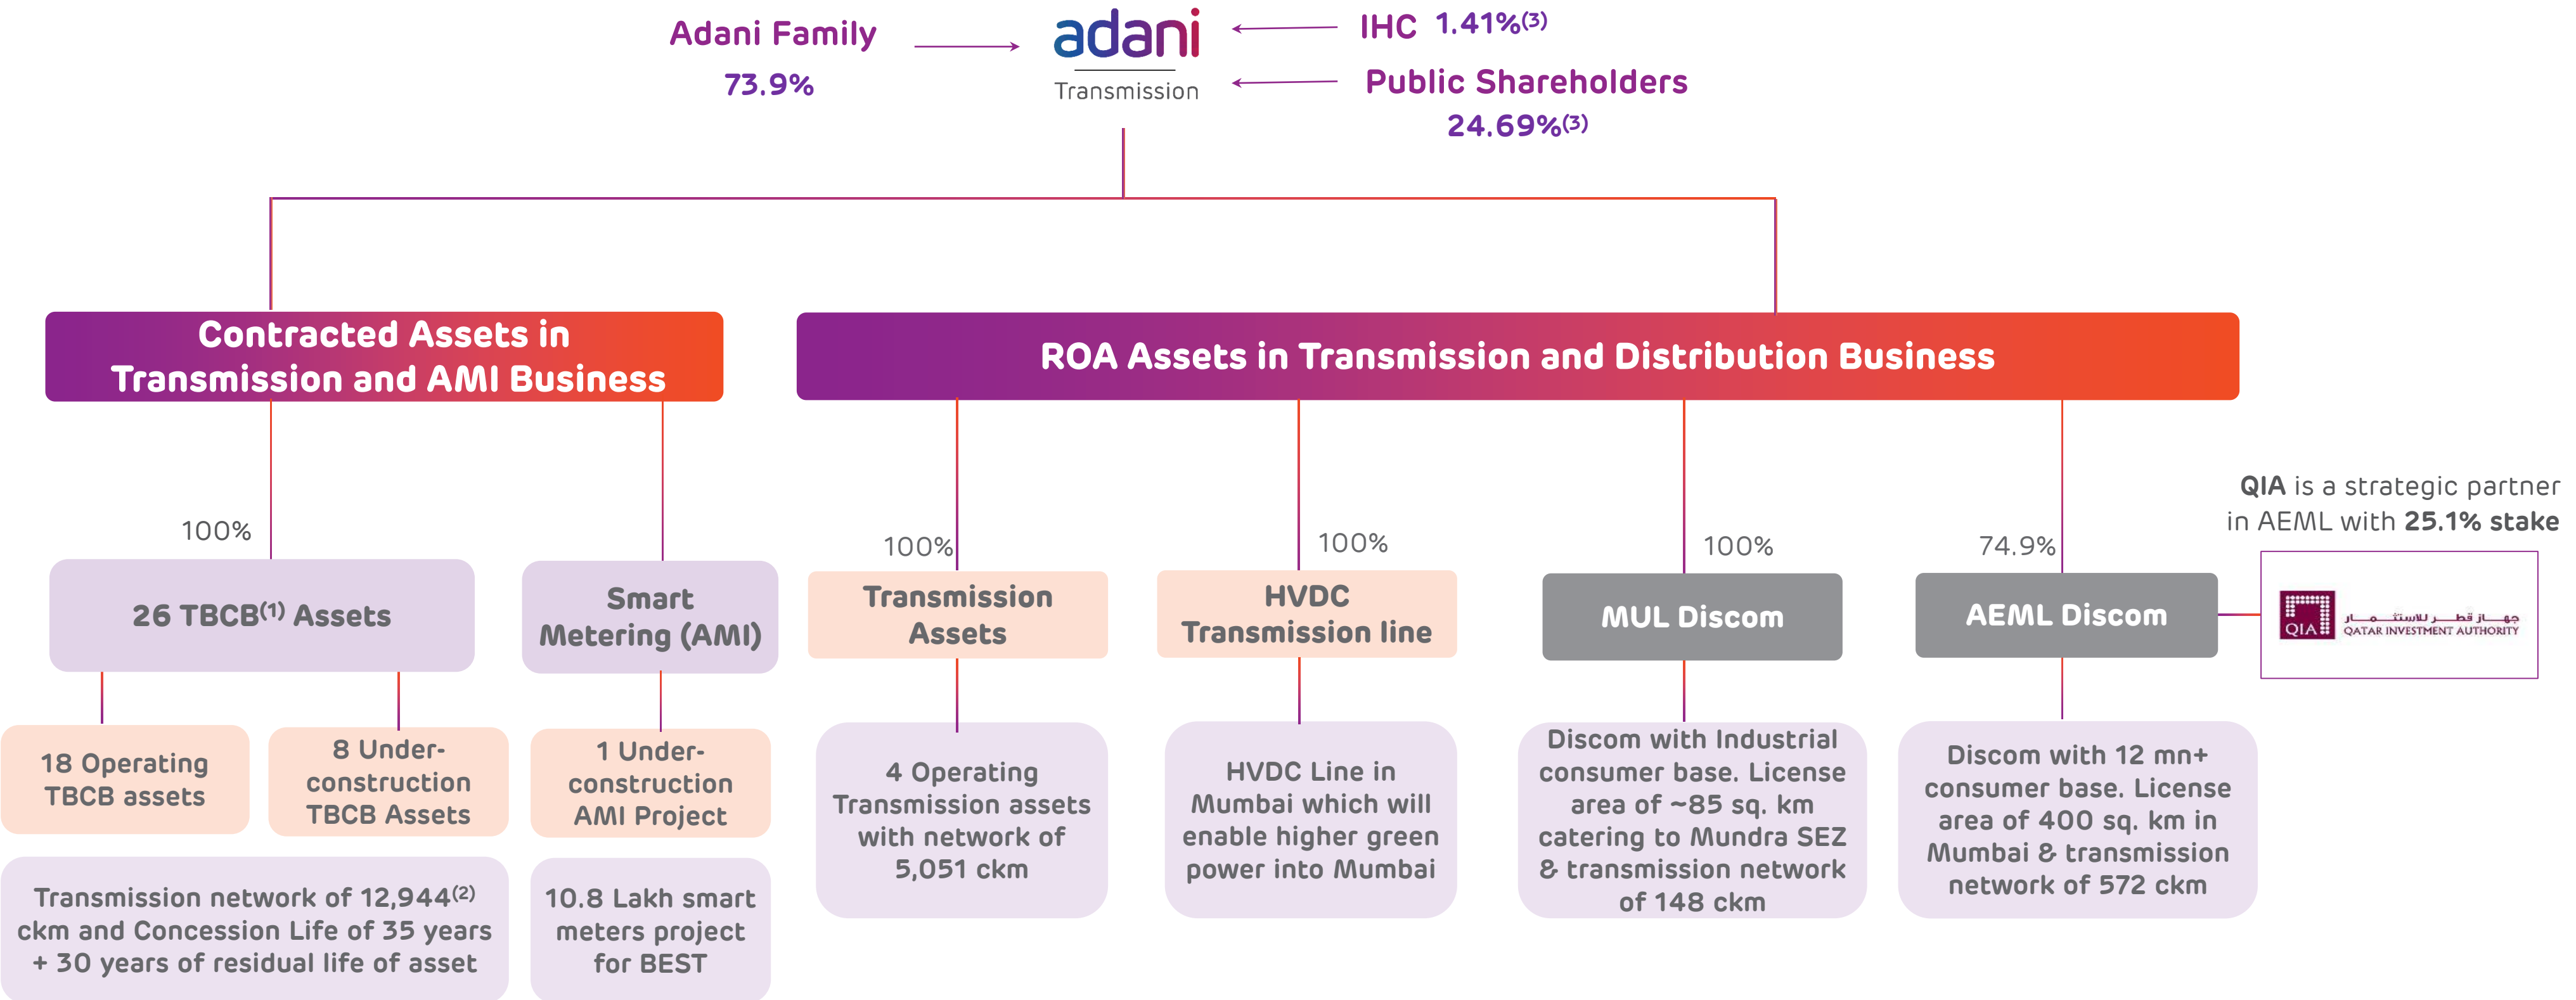 Adani Family
73.9%
adani
Transmission
IHC 1.41%(3)
Public Shareholders
24.69%(3)
Contracted Assets in
Transmission and AMI Business
ROA Assets in Transmission and Distribution Business
100%
26 TBCB(1) Assets
Smart
Metering (AMI)
18 Operating
TBCB assets
8 Under-
construction
TBCB Assets
1 Under-
construction
AMI Project
Transmission network of 12,944(2)
ckm and Concession Life of 35 years
+ 30 years of residual life of asset
10.8 Lakh smart
meters project
for BEST
100%
Transmission
Assets
4 Operating
Transmission assets
with network of
5,051 ckm
100%
HVDC
Transmission line
HVDC Line in
Mumbai which will
enable higher green
power into Mumbai
100%
MUL Discom
Discom with Industrial
consumer base. License
area of ~85 sq. km
catering to Mundra SEZ
& transmission network
of 148 ckm
74.9%
AEML Discom
Discom with 12 mn+
consumer base. License
area of 400 sq. km in
Mumbai & transmission
network of 572 ckm
QIA is a strategic partner
in AEML with 25.1% stake
QIA
جهاز قطر للاستثمار
QATAR INVESTMENT AUTHORITY